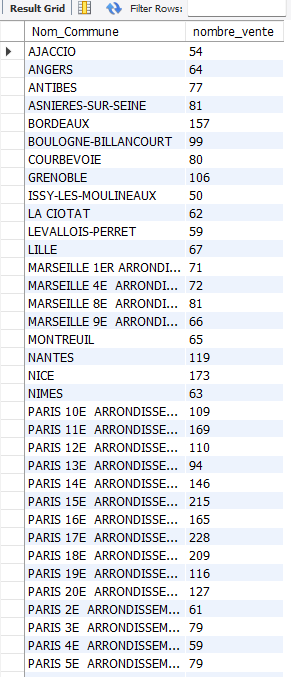 Result Grid Filter Rows:
Nom_Commune nombre_vente
AJACCIO 54
ANGERS 64
ANTIBES 77
ASNIERES-SUR-SEINE 81
BORDEAUX 157
BOULOGNE-BILLANCOURT 99
COURBEVOIE 80
GRENOBLE 106
ISSY-LES-MOULINEAUX 50
LA CIOTAT 62
LEVALLOIS-PERRET 59
LILLE 67
MARSEILLE 1ER ARRONDI... 71
MARSEILLE 4E ARRONDI... 72
MARSEILLE 8E ARRONDI... 81
MARSEILLE 9E ARRONDI... 66
MONTREUIL 65
NANTES 119
NICE 173
NIMES 63
PARIS 10E ARRONDISSE... 109
PARIS 11E ARRONDISSE... 169
PARIS 12E ARRONDISSE... 110
PARIS 13E ARRONDISSE... 94
PARIS 14E ARRONDISSE... 146
PARIS 15E ARRONDISSE... 215
PARIS 16E ARRONDISSE... 165
PARIS 17E ARRONDISSE... 228
PARIS 18E ARRONDISSE... 209
PARIS 19E ARRONDISSE... 116
PARIS 20E ARRONDISSE... 127
PARIS 2E ARRONDISSEM... 61
PARIS 3E ARRONDISSEM... 79
PARIS 4E ARRONDISSEM... 59
PARIS 5E ARRONDISSEM... 79